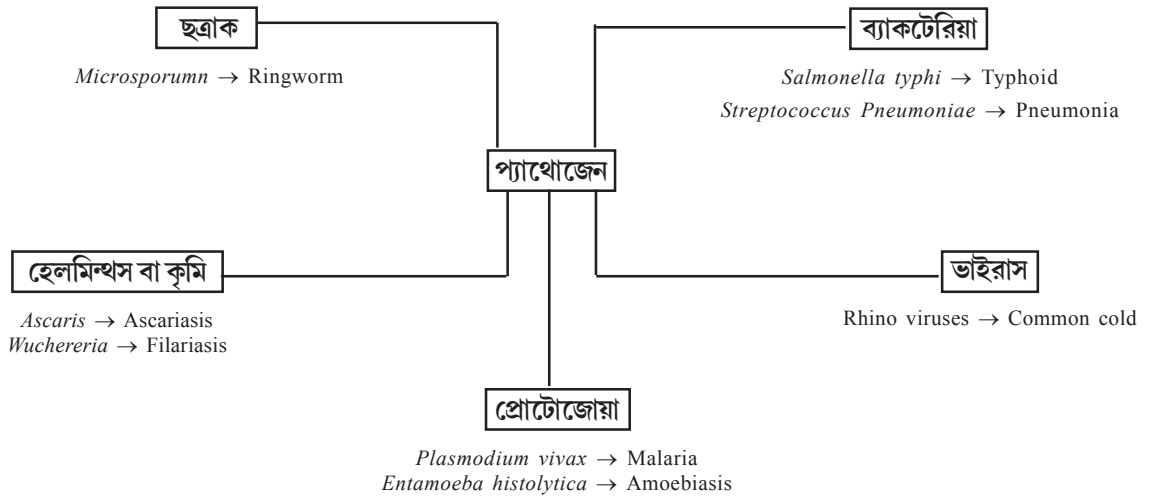 ছত্রাক
Microsporumn → Ringworm
ব্যাকটেরিয়া
Salmonella typhi → Typhoid
Streptococcus Pneumoniae → Pneumonia
প্যাথোজেন
হেলমিন্থস বা কৃমি
Ascaris → Ascariasis
Wuchereria → Filariasis
ভাইরাস
Rhino viruses → Common cold
প্রোটোজোয়া
Plasmodium vivax → Malaria
Entamoeba histolytica → Amoebiasis